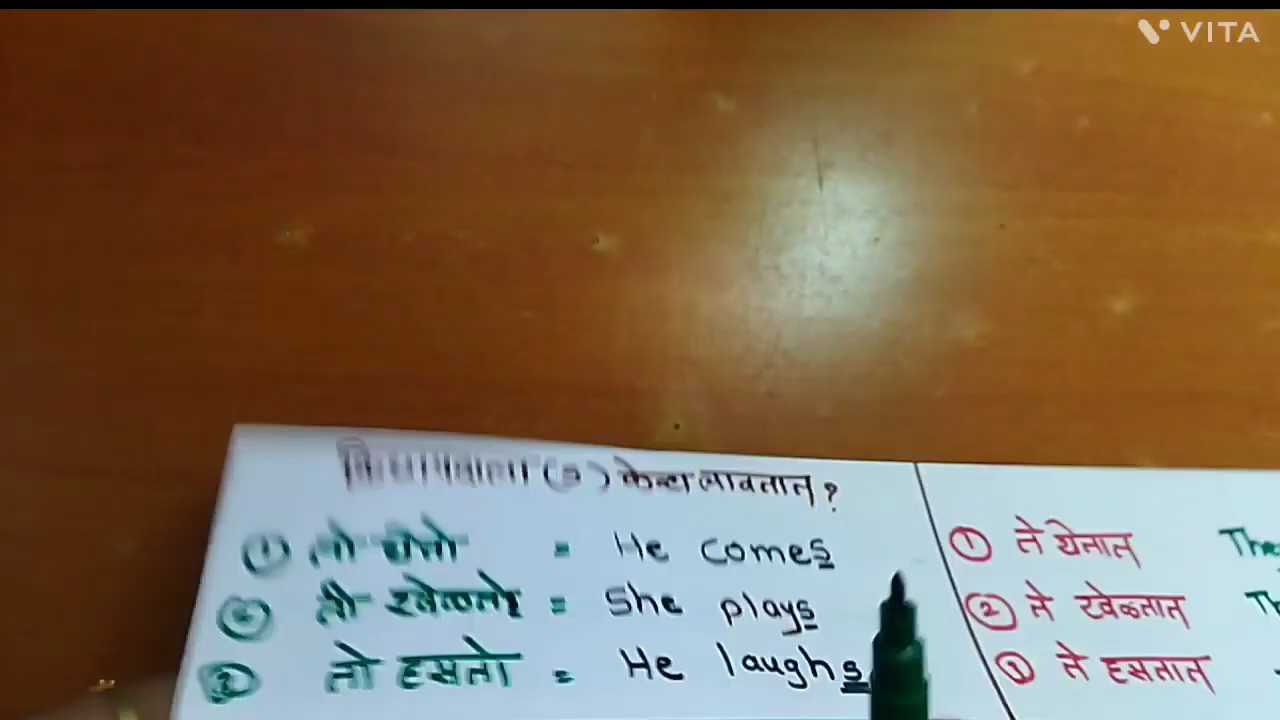 VITA
क्रियापदाला (s) केव्हा लावतात्?
① तो येतो = He comes
② ती खेळते = She plays
③ तो हसतो = He laughs
① ते येतात् They
② ते खेळतात्
③ ते हसतात्